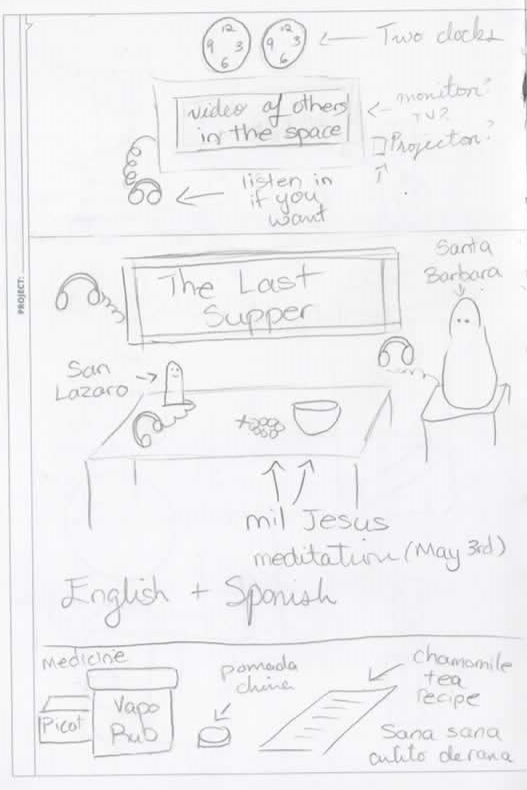 12
9 3
6
12
9 3
6
Two clocks
video of others
in the space
monitor?
TV?
Projector?
listen in
if you
want
PROJECT:
The Last
Supper
Santa
Barbara
San
Lazaro
mil Jesus
meditation (May 3rd)
English + Spanish
Medicine
Picot
Vapo
Rub
pomada
china
chamomile
tea
recipe
Sana sana
culito de rana